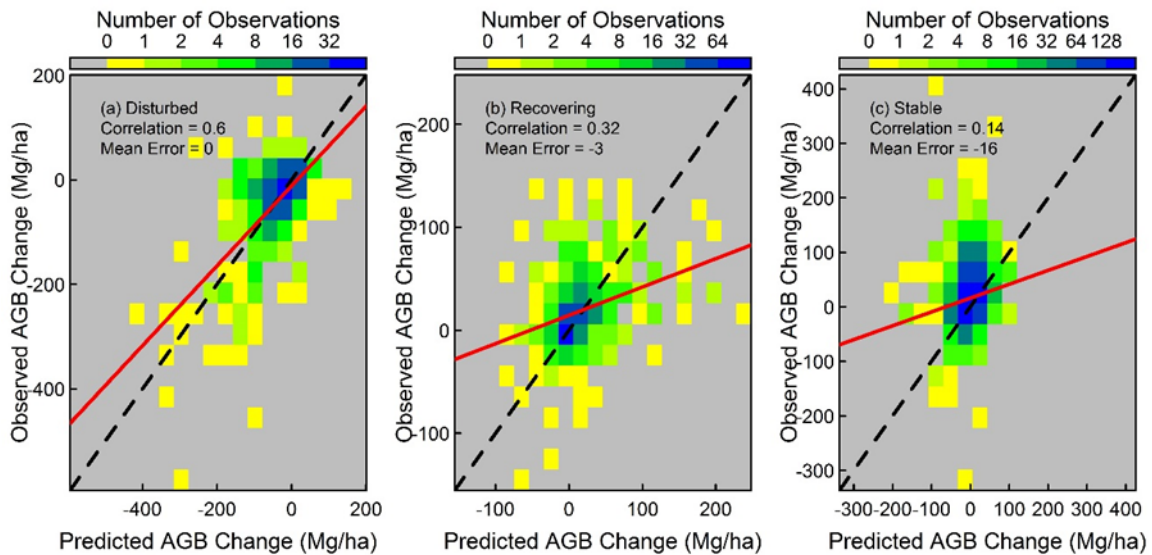 Number of Observations
0 1 2 4 8 16 32
(a) Disturbed
Correlation = 0.6
Mean Error = 0
Observed AGB Change (Mg/ha)
200
0
-200
-400
-200 0 200
Predicted AGB Change (Mg/ha)
Number of Observations
0 1 2 4 8 16 32 64
(b) Recovering
Correlation = 0.32
Mean Error = -3
Observed AGB Change (Mg/ha)
200
100
0
-100
-100 0 100 200
Predicted AGB Change (Mg/ha)
Number of Observations
0 1 2 4 8 16 32 64 128
(c) Stable
Correlation = 0.14
Mean Error = -16
Observed AGB Change (Mg/ha)
400
300
200
100
0
-100
-200
-300
-300 -200 -100 0 100 200 300 400
Predicted AGB Change (Mg/ha)